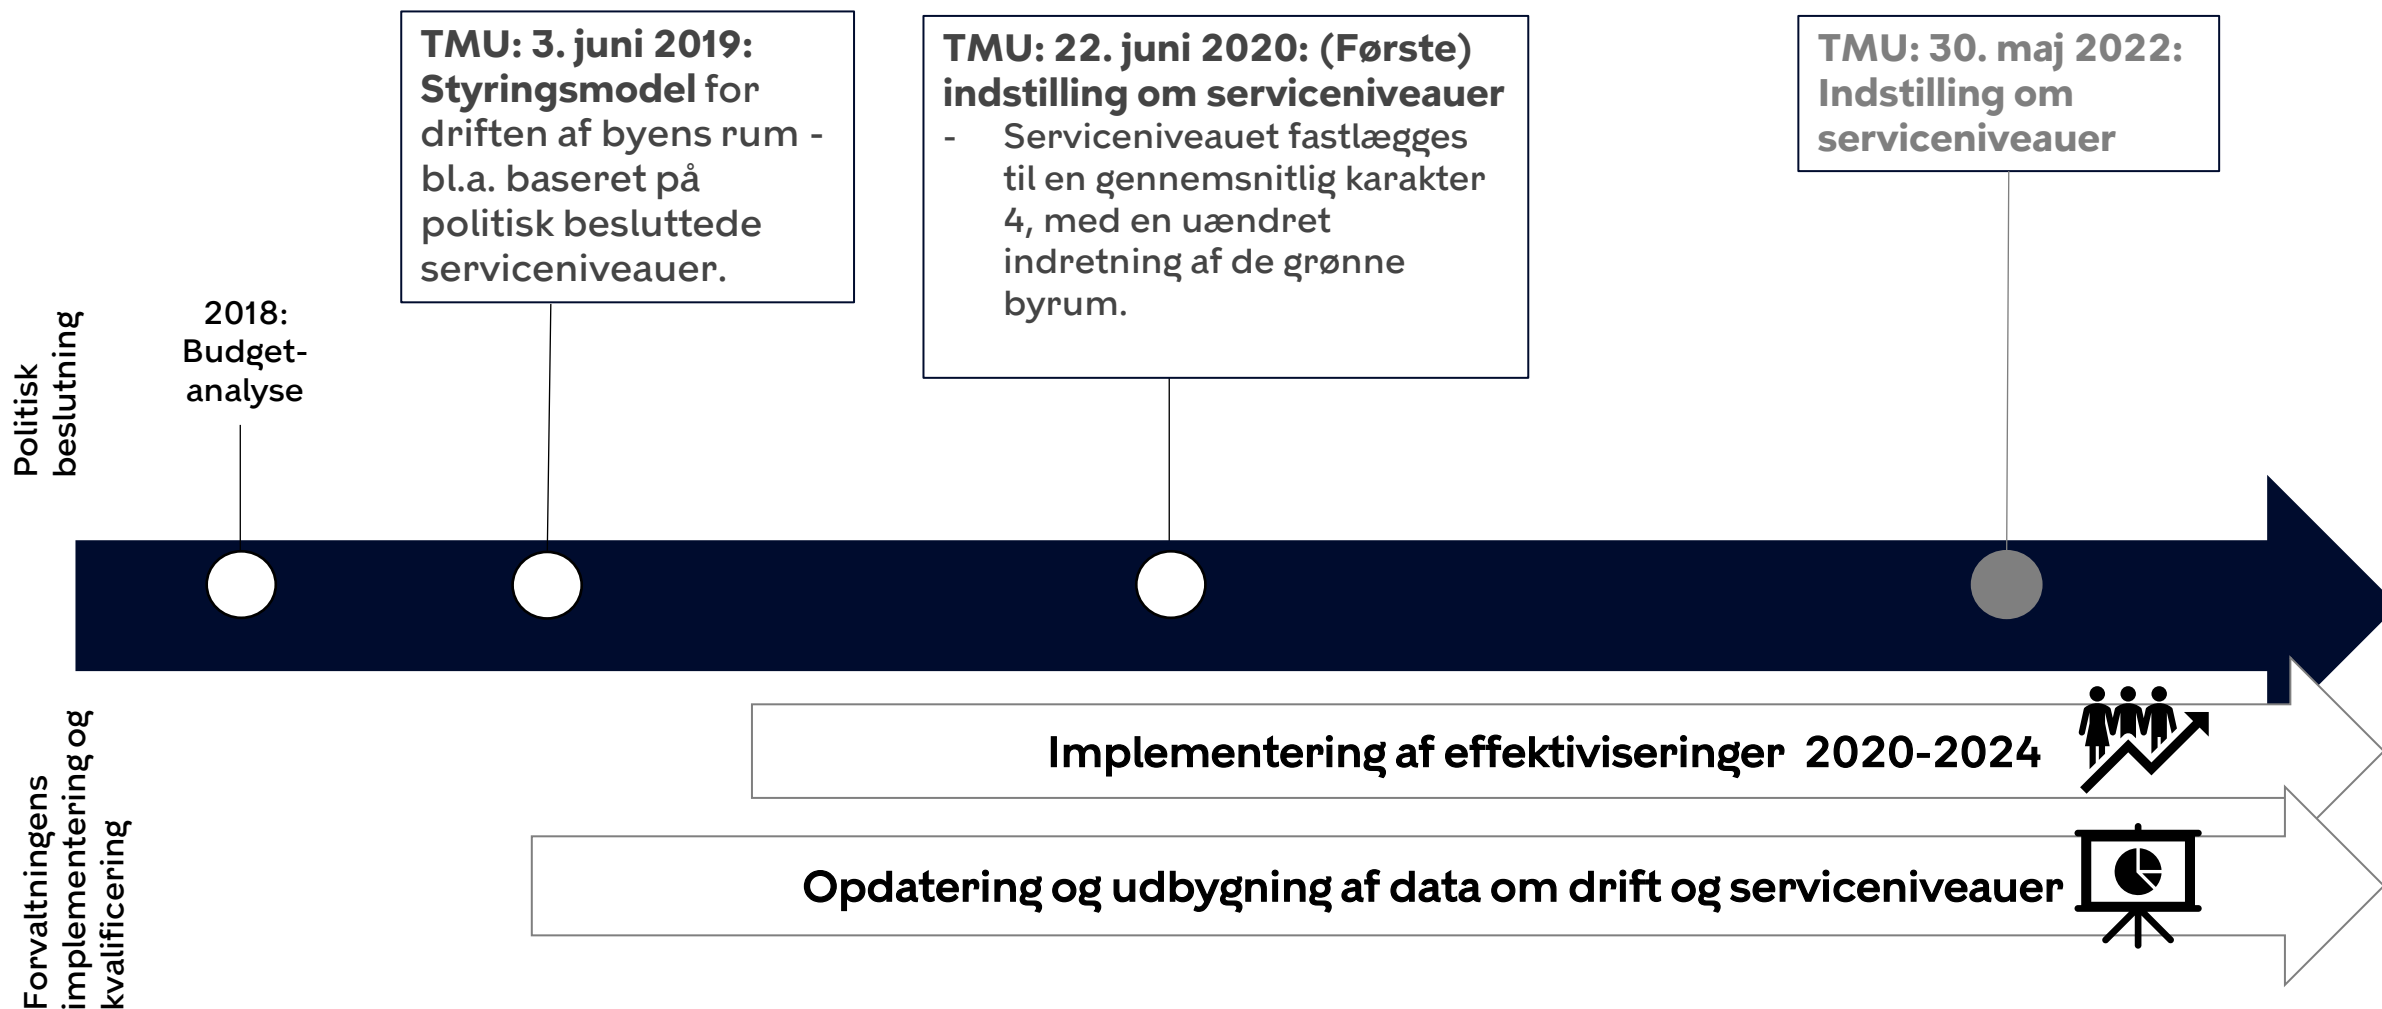 TMU: 3. juni 2019:
Styringsmodel for
driften af byens rum -
bl.a. baseret på
politisk besluttede
serviceniveauer.
TMU: 22. juni 2020: (Første)
indstilling om serviceniveauer
- Serviceniveauet fastlægges
til en gennemsnitlig karakter
4, med en uændret
indretning af de grønne
byrum.
TMU: 30. maj 2022:
Indstilling om
serviceniveauer
2018:
Budget-
analyse
Politisk
beslutning
Implementering af effektiviseringer 2020-2024
Opdatering og udbygning af data om drift og serviceniveauer
Forvaltningens
implementering og
kvalificering